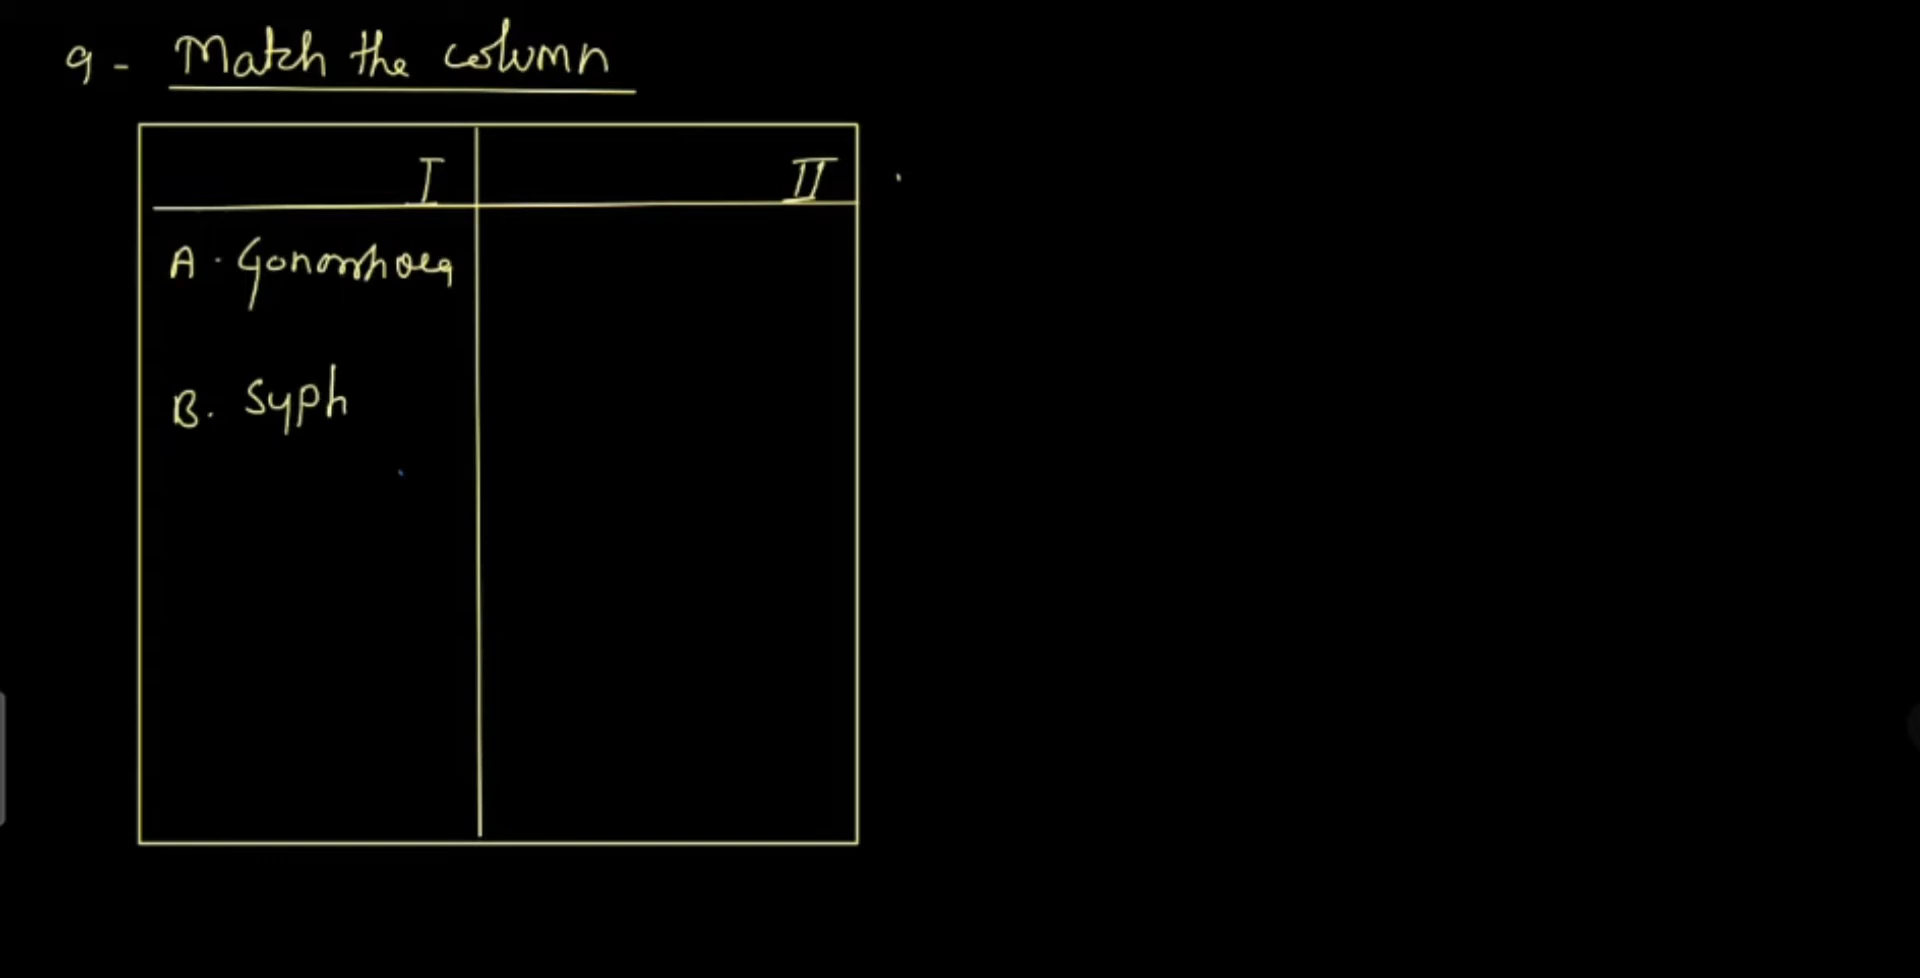 9 - Match the column
I II
A. Gonorrhoea
B. Syph